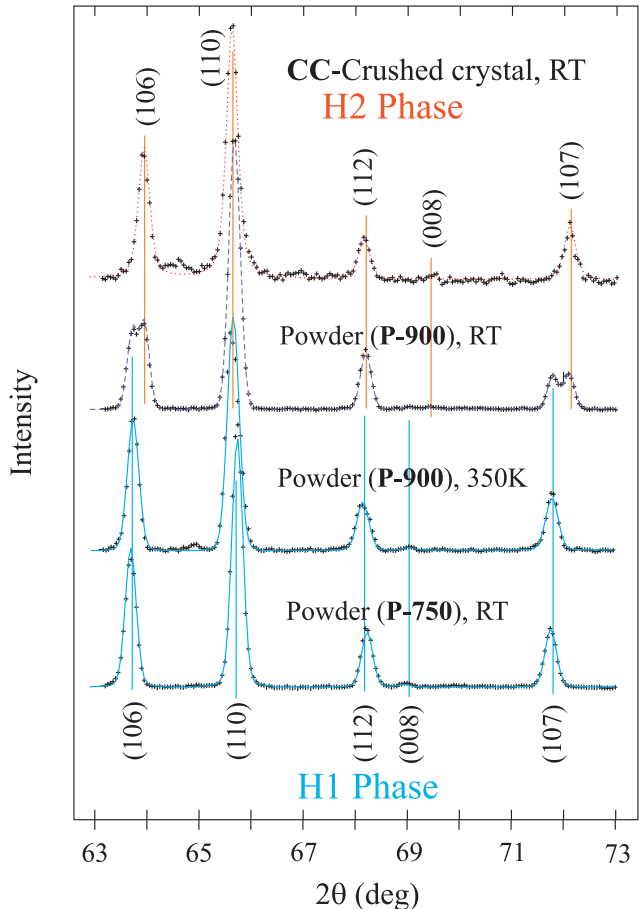 CC-Crushed crystal, RT
H2 Phase
(106)
(110)
(112)
(008)
(107)
Powder (P-900), RT
Powder (P-900), 350K
Powder (P-750), RT
(106)
(110)
(112)
(008)
(107)
H1 Phase
Intensity
63 65 67 69 71 73
2θ (deg)